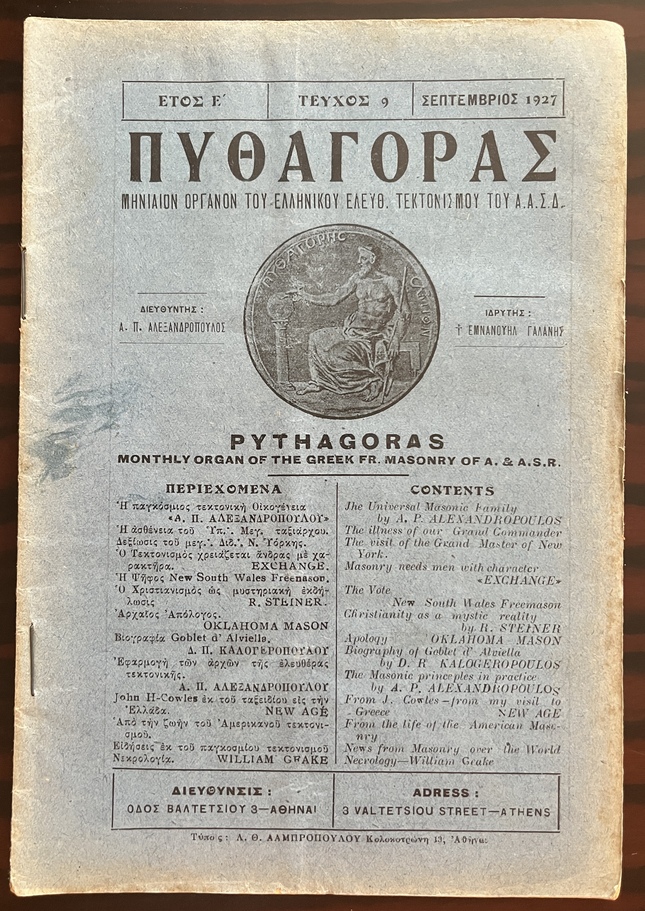 ΕΤΟΣ Ε΄
ΤΕΥΧΟΣ 9
ΣΕΠΤΕΜΒΡΙΟΣ 1927
ΠΥΘΑΓΟΡΑΣ
ΜΗΝΙΑΙΟΝ ΟΡΓΑΝΟΝ ΤΟΥ ΕΛΛΗΝΙΚΟΥ ΕΛΕΥΘ. ΤΕΚΤΟΝΙΣΜΟΥ ΤΟΥ Α.Α.Σ.Δ.
ΠΥΘΑΓΟΡΗΣ
ΔΙΕΥΘΥΝΤΗΣ :
Α. Π. ΑΛΕΞΑΝΔΡΟΠΟΥΛΟΣ
ΙΔΡΥΤΗΣ :
† ΕΜΝΑΝΟΥΗΛ ΓΑΛΑΝΗΣ
PYTHAGORAS
MONTHLY ORGAN OF THE GREEK FR. MASONRY OF A. & A.S.R.
ΠΕΡΙΕΧΟΜΕΝΑ
Ἡ παγκόσμιος τεκτονικὴ Οἰκογένεια
«Α. Π. ΑΛΕΞΑΝΔΡΟΠΟΥΛΟΥ»
Ἡ ἀσθένεια τοῦ Ὑπ.·. Μεγ. ταξιάρχου.
Δεξίωσις τοῦ μεγ.·. Διδ.·. Ν. Ὑόρκης.
Ὁ Τεκτονισμὸς χρειάζεται ἄνδρας μὲ χα-
ρακτῆρα. EXCHANGE.
Ἡ Ψῆφος New South Wales Freemason.
Ὁ Χριστιανισμὸς ὡς μυστηριακὴ ἐκδή-
λωσις R. STEINER.
Ἀρχαῖος Ἀπόλογος.
OKLAHOMA MASON
Βιογραφία Goblet d' Alviella.
Δ. Π. ΚΑΛΟΓΕΡΟΠΟΥΛΟΥ
Ἐφαρμογὴ τῶν ἀρχῶν τῆς ἐλευθέρας
τεκτονικῆς.
Α. Π. ΑΛΕΞΑΝΔΡΟΠΟΥΛΟΥ
John H-Cowles ἐκ τοῦ ταξειδίου εἰς τὴν
Ἑλλάδα. NEW AGE
Ἀπὸ τὴν ζωὴν τοῦ Ἀμερικανοῦ τεκτονι-
σμοῦ.
Εἰδήσεις ἐκ τοῦ παγκοσμίου τεκτονισμοῦ
Νεκρολογία. WILLIAM GRAKE
CONTENTS
The Universal Masonic Family
by A. P. ALEXANDROPOULOS
The illness of our Grand Commander
The visit of the Grand Master of New
York.
Masonry needs men with character
«EXCHANGE»
The Vote
New South Wales Freemason
Christianity as a mystic reality
by R. STEINER
Apology OKLAHOMA MASON
Biography of Goblet d' Alviella
by D. R KALOGEROPOULOS
The Masonic principles in practice
by A. P. ALEXANDROPOULOS
From J. Cowles—from my visit to
Greece NEW AGE
From the life of the American Maso-
nry
News from Masonry over the World
Necrology—William Grake
ΔΙΕΥΘΥΝΣΙΣ :
ΟΔΟΣ ΒΑΛΤΕΤΣΙΟΥ 3—ΑΘΗΝΑΙ
ADRESS :
3 VALTETSIOU STREET—ATHENS
Τύποις: Λ. Θ. ΛΑΜΠΡΟΠΟΥΛΟΥ Κολοκοτρώνη 13, Ἀθῆναι